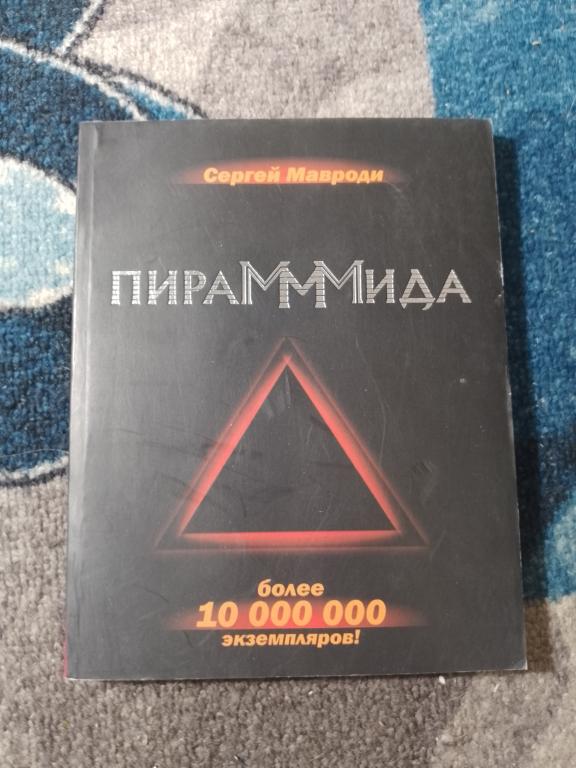 Сергей Мавроди
ПИРАМММИДА
более
10 000 000
экземпляров!